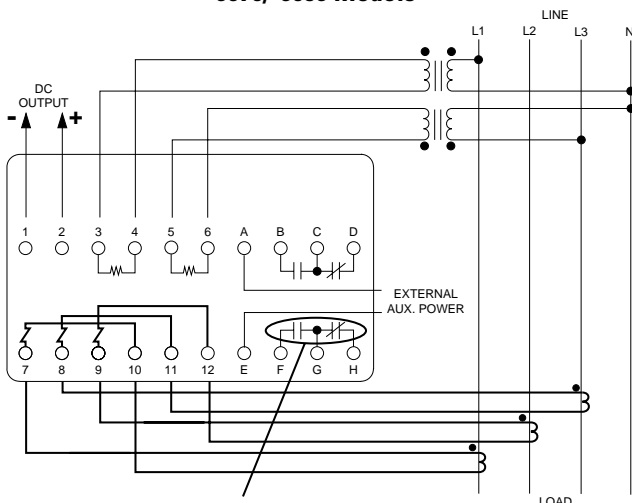 Models
LINE
L1 L2 L3 N
DC
OUTPUT
- +
1 2 3 4 5 6 A B C D
EXTERNAL
AUX. POWER
7 8 9 10 11 12 E F G H
LOAD